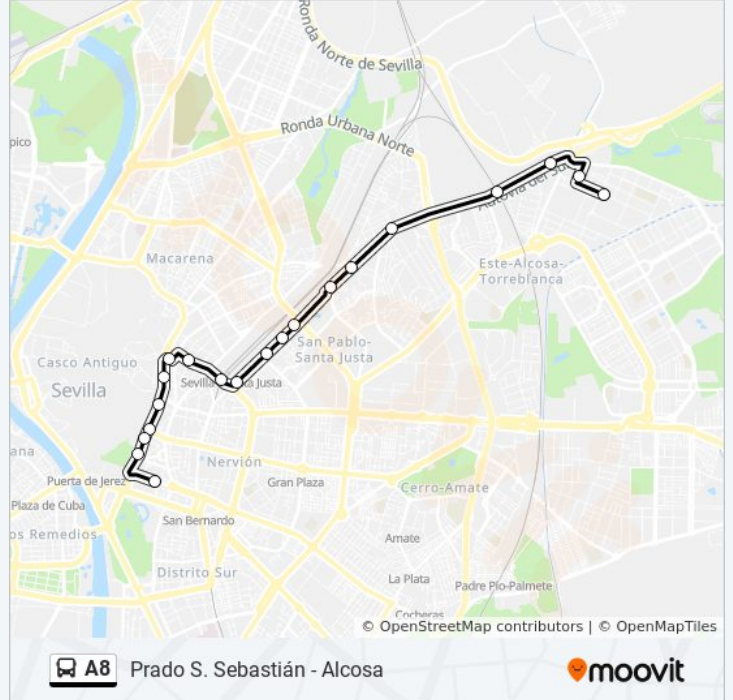 Ronda Norte de Sevilla
Ronda Urbana Norte
pico
Autovía del Su
Macarena
Este-Alcosa-
Torreblanca
San Pablo-
Santa Justa
Casco Antiguo
Sevilla
Sevilla Justa
Nervión
ana
Puerta de Jerez
Gran Plaza
Cerro-Amate
Plaza de Cuba
San Bernardo
os Remedios
Amate
Distrito Sur
La Plata
Padre Pío-Palmete
Cocheras
© OpenStreetMap contributors | © OpenMapTiles
A8 Prado S. Sebastián - Alcosa
moovit